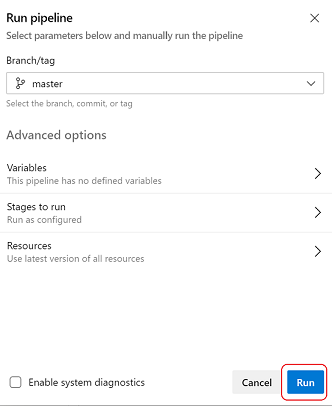 Run pipeline
Select parameters below and manually run the pipeline
Branch/tag
master
Select the branch, commit, or tag
Advanced options
Variables
This pipeline has no defined variables
Stages to run
Run as configured
Resources
Use latest version of all resources
Enable system diagnostics
Cancel
Run